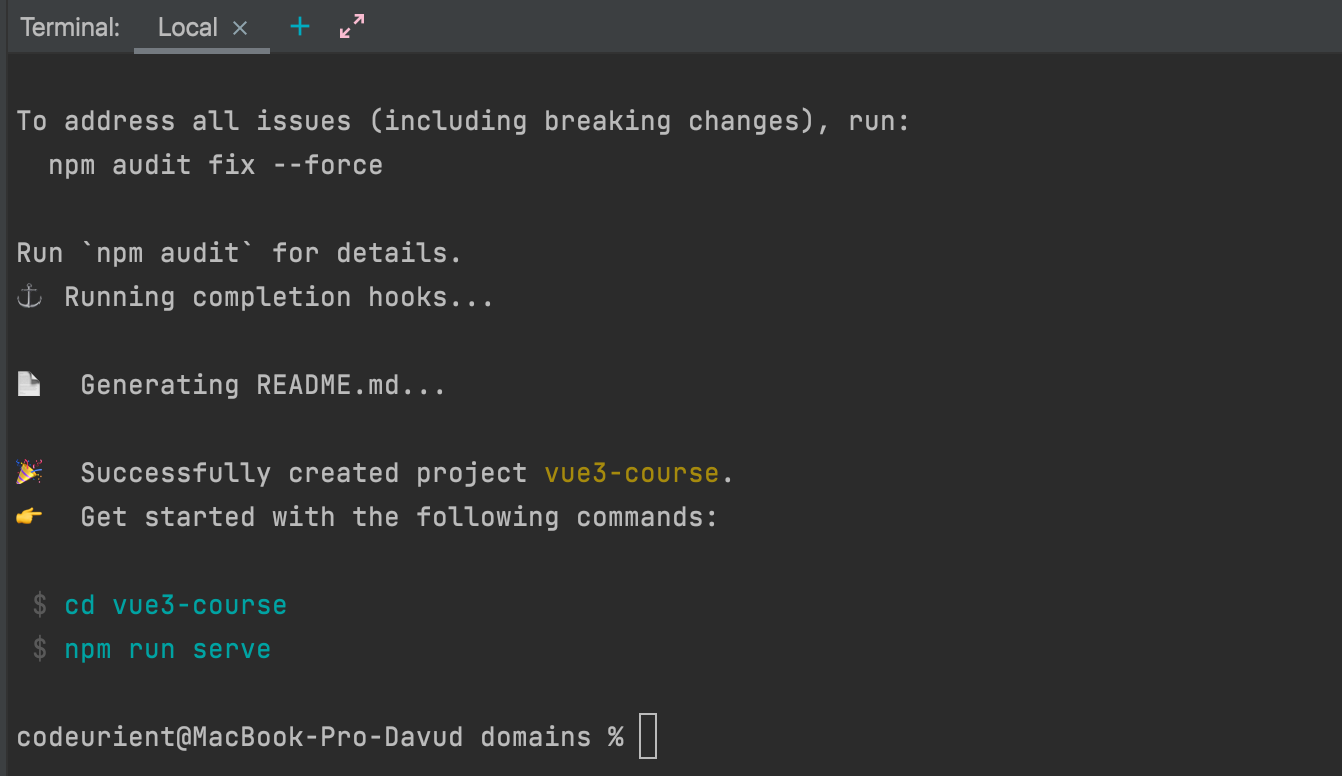 Terminal: Local × +
To address all issues (including breaking changes), run:
npm audit fix --force
Run `npm audit` for details.
⚓ Running completion hooks...
📄 Generating README.md...
🎉 Successfully created project vue3-course.
👉 Get started with the following commands:
$ cd vue3-course
$ npm run serve
codeurient@MacBook-Pro-Davud domains %